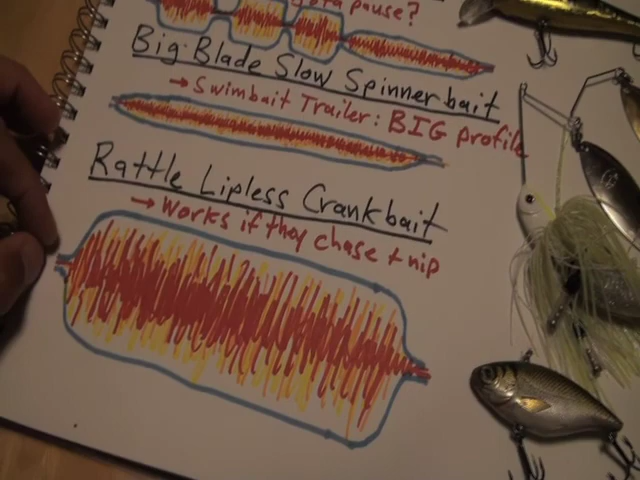 pause?
Big Blade Slow Spinnerbait
→ Swimbait Trailer: BIG profile
Rattle Lipless Crankbait
→ Works if they chase + nip